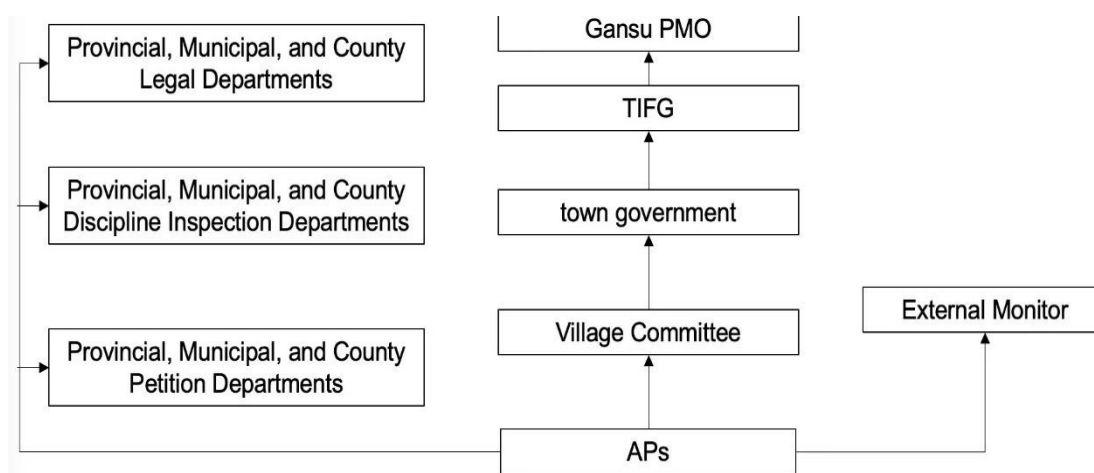 Provincial, Municipal, and County
Legal Departments
Provincial, Municipal, and County
Discipline Inspection Departments
Provincial, Municipal, and County
Petition Departments
Gansu PMO
TIFG
town government
Village Committee
APs
External Monitor